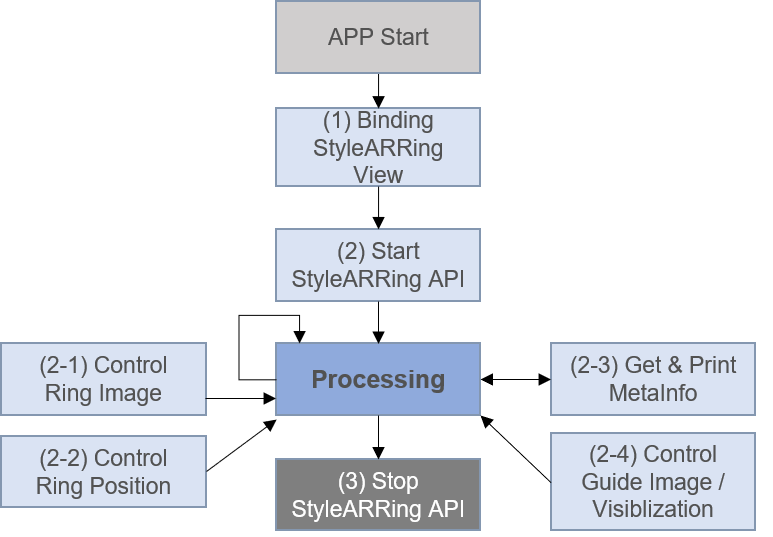 APP Start
(1) Binding
StyleARRing
View
(2) Start
StyleARRing API
(2-1) Control
Ring Image
Processing
(2-3) Get & Print
MetaInfo
(2-2) Control
Ring Position
(3) Stop
StyleARRing API
(2-4) Control
Guide Image /
Visiblization